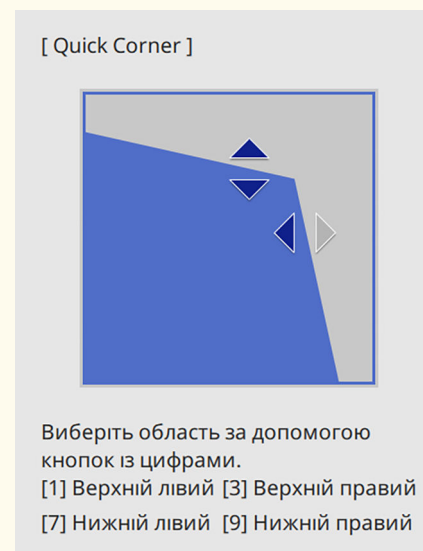 [ Quick Corner ]
Виберіть область за допомогою
кнопок із цифрами.
[1] Верхній лівий [3] Верхній правий
[7] Нижній лівий [9] Нижній правий